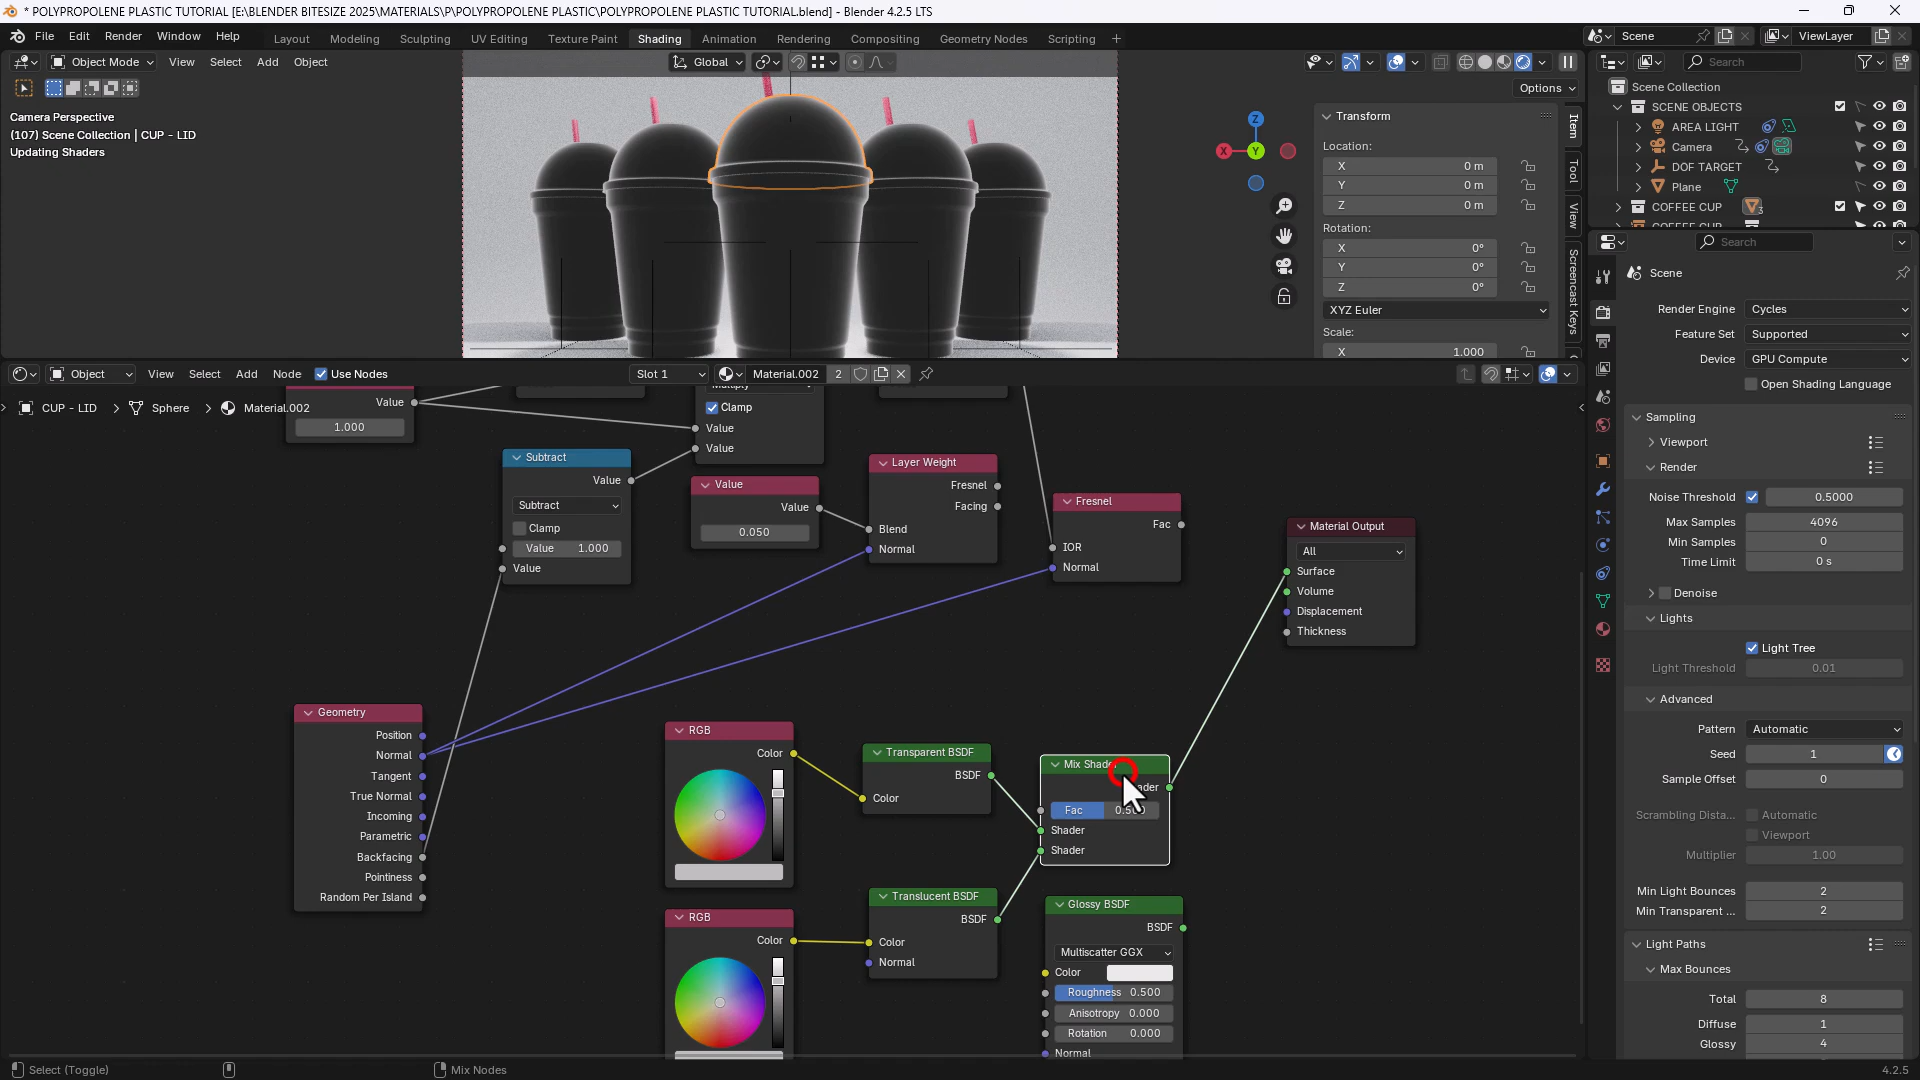 * POLYPROPOLENE PLASTIC TUTORIAL [E:\BLENDER BITESIZE 2025\MATERIALS\P\POLYPROPOLENE PLASTIC\POLYPROPOLENE PLASTIC TUTORIAL.blend] - Blender 4.2.5 LTS
File Edit Render Window Help Layout Modeling Sculpting UV Editing Texture Paint Shading Animation Rendering Compositing Geometry Nodes Scripting + Scene ViewLayer
Object Mode View Select Add Object Global Search
Options
Camera Perspective
(107) Scene Collection | CUP - LID
Updating Shaders
Z
X
Y
Transform
Location:
X 0 m
Y 0 m
Z 0 m
Rotation:
X 0°
Y 0°
Z 0°
XYZ Euler
Scale:
X 1.000
Item
Tool
View
Screencast Keys
Scene Collection
SCENE OBJECTS
AREA LIGHT
Camera
DOF TARGET
Plane
COFFEE CUP 3
Search
Scene
Render Engine Cycles
Feature Set Supported
Device GPU Compute
Open Shading Language
Sampling
Viewport
Render
Noise Threshold 0.5000
Max Samples 4096
Min Samples 0
Time Limit 0 s
Denoise
Lights
Light Tree
Light Threshold 0.01
Advanced
Pattern Automatic
Seed 1
Sample Offset 0
Scrambling Dista... Automatic
Viewport
Multiplier 1.00
Min Light Bounces 2
Min Transparent ... 2
Light Paths
Max Bounces
Total 8
Diffuse 1
Glossy 4
Object View Select Add Node Use Nodes Slot 1 Material.002 2
CUP - LID > Sphere > Material.002
Value
1.000
Multiply
Clamp
Value
Value
Subtract
Value
Subtract
Clamp
Value 1.000
Value
Value
Value
0.050
Layer Weight
Fresnel
Facing
Blend
Normal
Fresnel
Fac
IOR
Normal
Material Output
All
Surface
Volume
Displacement
Thickness
Geometry
Position
Normal
Tangent
True Normal
Incoming
Parametric
Backfacing
Pointiness
Random Per Island
RGB
Color
Transparent BSDF
BSDF
Color
Mix Shader
Fac
Shader
Shader
RGB
Color
Translucent BSDF
BSDF
Color
Normal
Glossy BSDF
BSDF
Multiscatter GGX
Color
Roughness 0.500
Anisotropy 0.000
Rotation 0.000
Normal
Select (Toggle) Mix Nodes 4.2.5